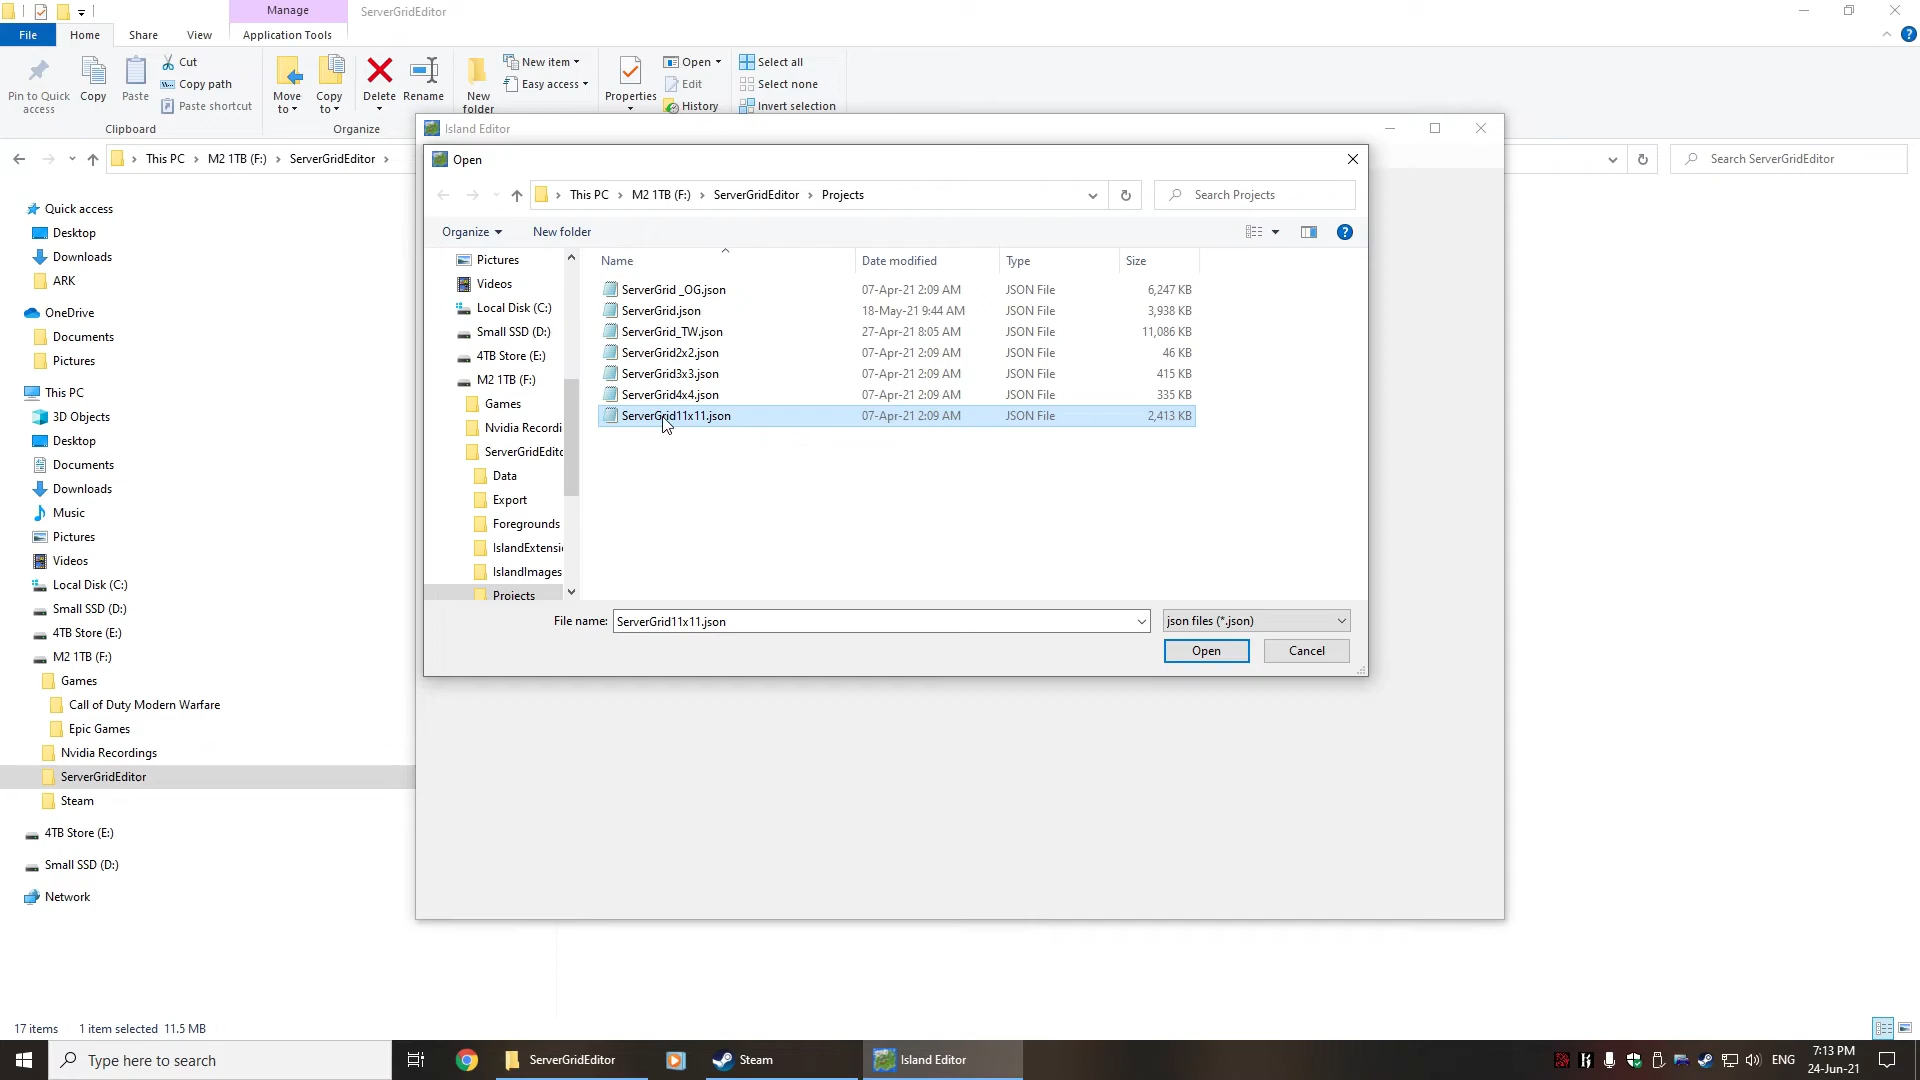 Manage
ServerGridEditor
File
Home
Share
View
Application Tools
Pin to Quick access
Copy
Paste
Cut
Copy path
Paste shortcut
Clipboard
Move to
Copy to
Delete
Rename
Organize
New folder
New item
Easy access
Properties
Open
Edit
History
Select all
Select none
Invert selection
This PC
M2 1TB (F:)
ServerGridEditor
Search ServerGridEditor
Quick access
Desktop
Downloads
ARK
OneDrive
Documents
Pictures
This PC
3D Objects
Desktop
Documents
Downloads
Music
Pictures
Videos
Local Disk (C:)
Small SSD (D:)
4TB Store (E:)
M2 1TB (F:)
Games
Call of Duty Modern Warfare
Epic Games
Nvidia Recordings
ServerGridEditor
Steam
4TB Store (E:)
Small SSD (D:)
Network
Island Editor
Open
This PC
M2 1TB (F:)
ServerGridEditor
Projects
Search Projects
Organize
New folder
Pictures
Videos
Local Disk (C:)
Small SSD (D:)
4TB Store (E:)
M2 1TB (F:)
Games
Nvidia Recordi
ServerGridEdito
Data
Export
Foregrounds
IslandExtensio
IslandImages
Projects
Name Date modified Type Size
ServerGrid _OG.json 07-Apr-21 2:09 AM JSON File 6,247 KB
ServerGrid.json 18-May-21 9:44 AM JSON File 3,938 KB
ServerGrid_TW.json 27-Apr-21 8:05 AM JSON File 11,086 KB
ServerGrid2x2.json 07-Apr-21 2:09 AM JSON File 46 KB
ServerGrid3x3.json 07-Apr-21 2:09 AM JSON File 415 KB
ServerGrid4x4.json 07-Apr-21 2:09 AM JSON File 335 KB
ServerGrid11x11.json 07-Apr-21 2:09 AM JSON File 2,413 KB
File name: ServerGrid11x11.json
json files (*.json)
Open
Cancel
17 items 1 item selected 11.5 MB
Type here to search
ServerGridEditor
Steam
Island Editor
ENG
7:13 PM
24-Jun-21